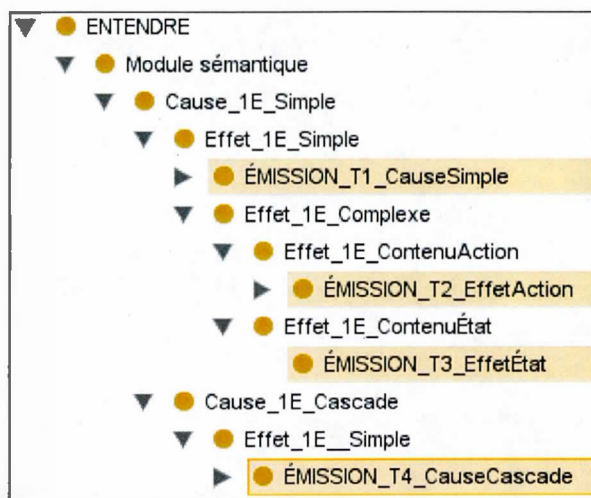 ENTENDRE
Module sémantique
Cause_1E_Simple
Effet_1E_Simple
ÉMISSION_T1_CauseSimple
Effet_1E_Complexe
Effet_1E_ContenuAction
ÉMISSION_T2_EffetAction
Effet_1E_ContenuÉtat
ÉMISSION_T3_EffetÉtat
Cause_1E_Cascade
Effet_1E__Simple
ÉMISSION_T4_CauseCascade